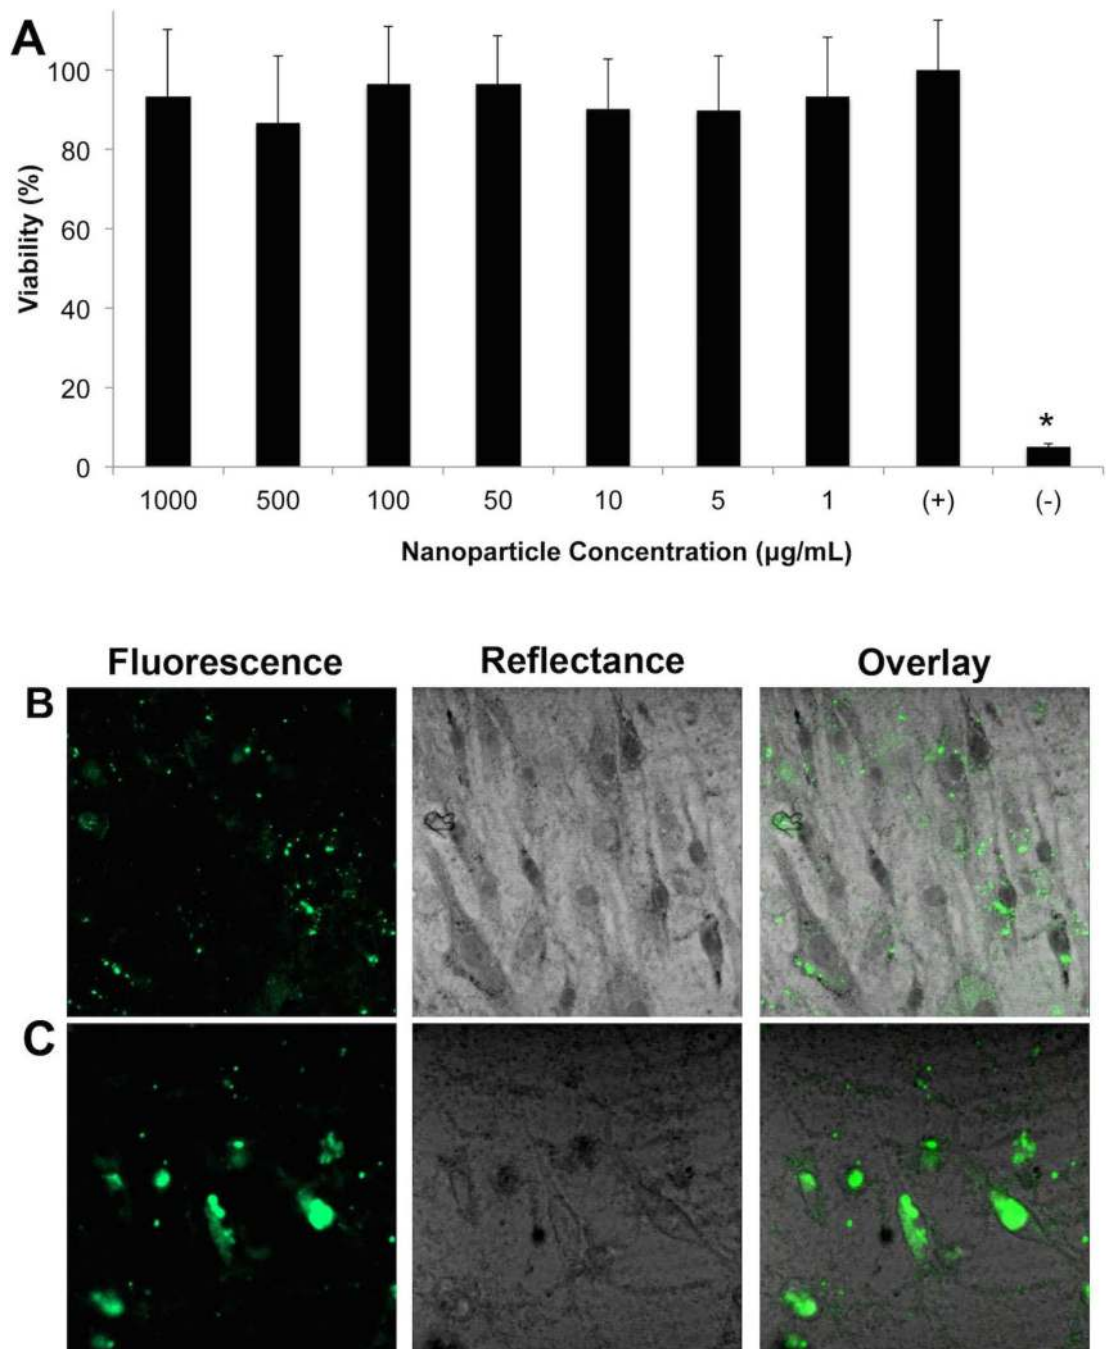 A
100
80
60
40
20
0
Viability (%)
*
1000 500 100 50 10 5 1 (+) (-)
Nanoparticle Concentration (µg/mL)
Fluorescence Reflectance Overlay
B
C